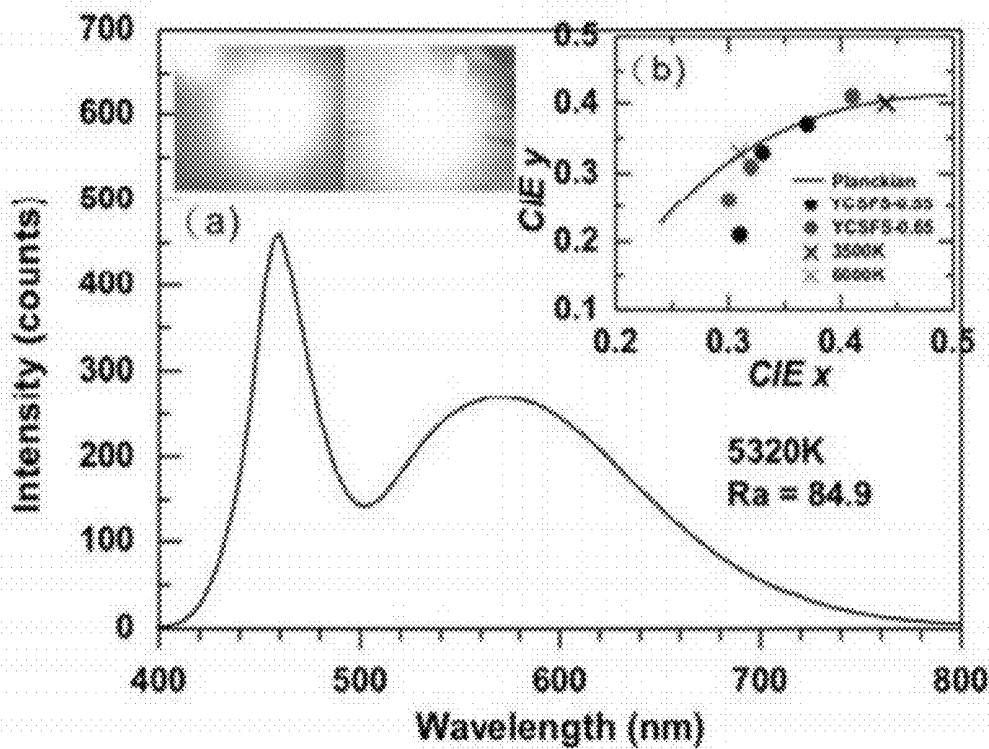 700
600
500
400
300
200
100
0
Intensity (counts)
(a)
400
500
600
700
800
Wavelength (nm)
5320K
Ra = 84.9
(b)
0.5
0.4
0.3
0.2
0.1
CIE y
0.2
0.3
0.4
0.5
CIE x
Planckian
3500K